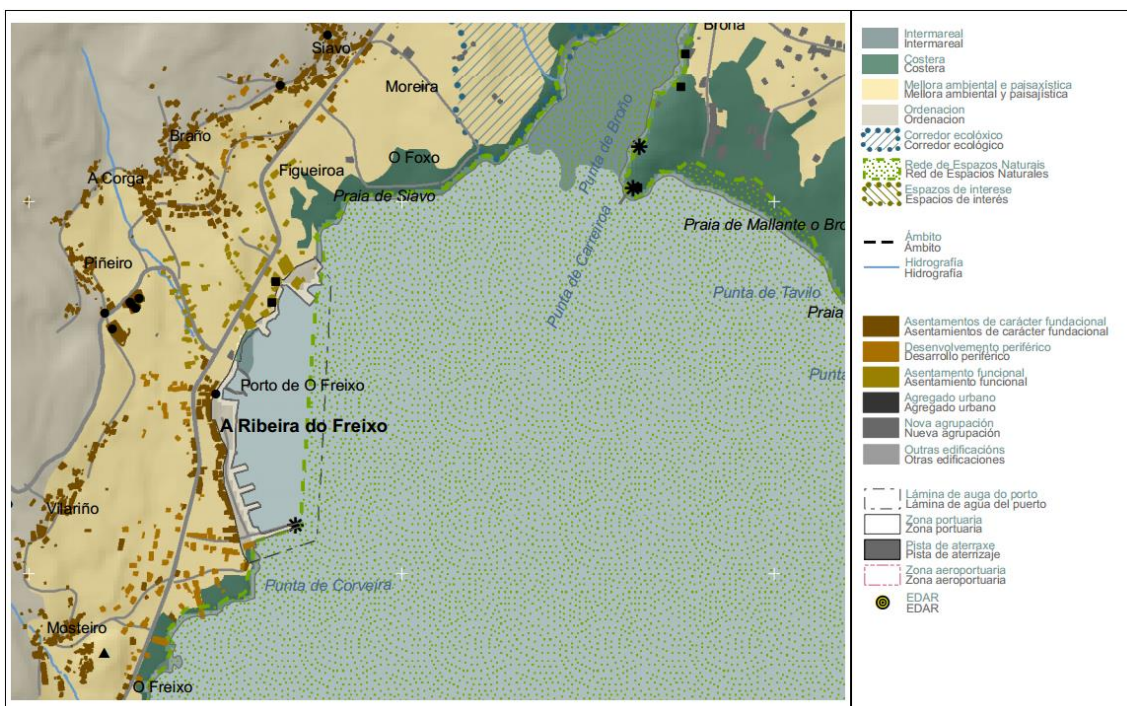 Siavo
Broña
Moreira
Braño
Punta de Broño
O Foxo
Figueiroa
A Corga
Praia de Siavo
Praia de Mallante o Bro
Punta de Carreiroa
Piñeiro
Punta de Tavilo
Praia
Punta
Porto de O Freixo
A Ribeira do Freixo
Vilariño
Punta de Corveira
Mosteiro
O Freixo
Intermareal
Intermareal
Costera
Costera
Mellora ambiental e paisaxística
Mellora ambiental y paisajística
Ordenacion
Ordenacion
Corredor ecolóxico
Corredor ecológico
Rede de Espazos Naturais
Red de Espacios Naturales
Espazos de interese
Espacios de interés
Ámbito
Ámbito
Hidrografía
Hidrografía
Asentamentos de carácter fundacional
Asentamientos de carácter fundacional
Desenvolvemento periférico
Desarrollo periférico
Asentamento funcional
Asentamiento funcional
Agregado urbano
Agregado urbano
Nova agrupación
Nueva agrupación
Outras edificacións
Otras edificaciones
Lámina de auga do porto
Lámina de agua del puerto
Zona portuaria
Zona portuaria
Pista de aterraxe
Pista de aterrizaje
Zona aeroportuaria
Zona aeroportuaria
EDAR
EDAR